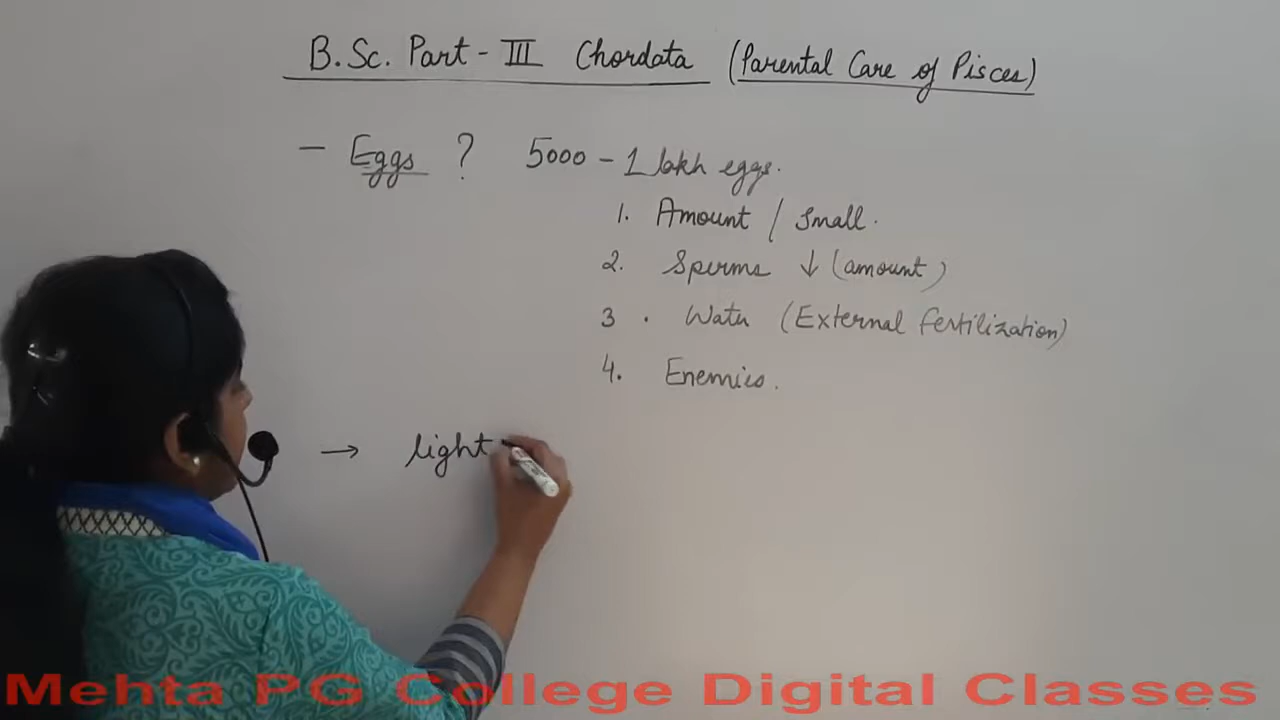 B.Sc. Part - III Chordata (Parental Care of Pisces)
— Eggs ? 5000 - 1 lakh eggs.
1. Amount / Small.
2. Sperms ↓ (amount)
3. Water (External fertilization)
4. Enemies.
→ light
Mehta PG College Digital Classes